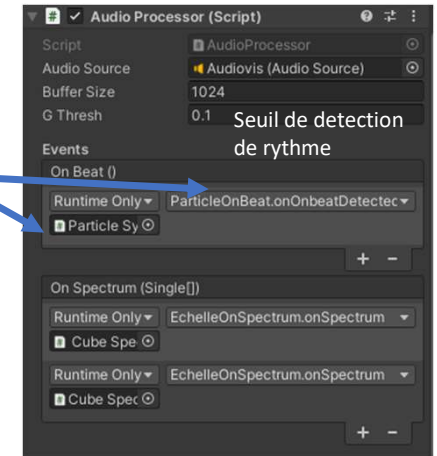 Audio Processor (Script)
Script AudioProcessor
Audio Source Audiovis (Audio Source)
Buffer Size 1024
G Thresh 0.1
Seuil de detection
de rythme
Events
On Beat ()
Runtime Only ParticleOnBeat.onOnbeatDetected
Particle Sy
+ -
On Spectrum (Single[])
Runtime Only EchelleOnSpectrum.onSpectrum
Cube Spe
Runtime Only EchelleOnSpectrum.onSpectrum
Cube Spec
+ -